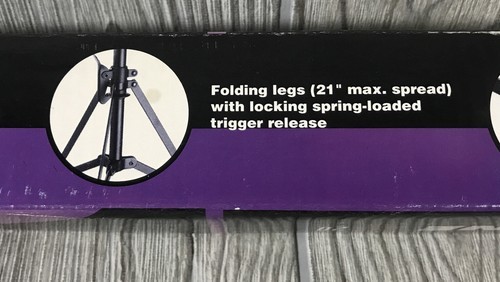 Folding legs (21" max. spread)
with locking spring-loaded
trigger release